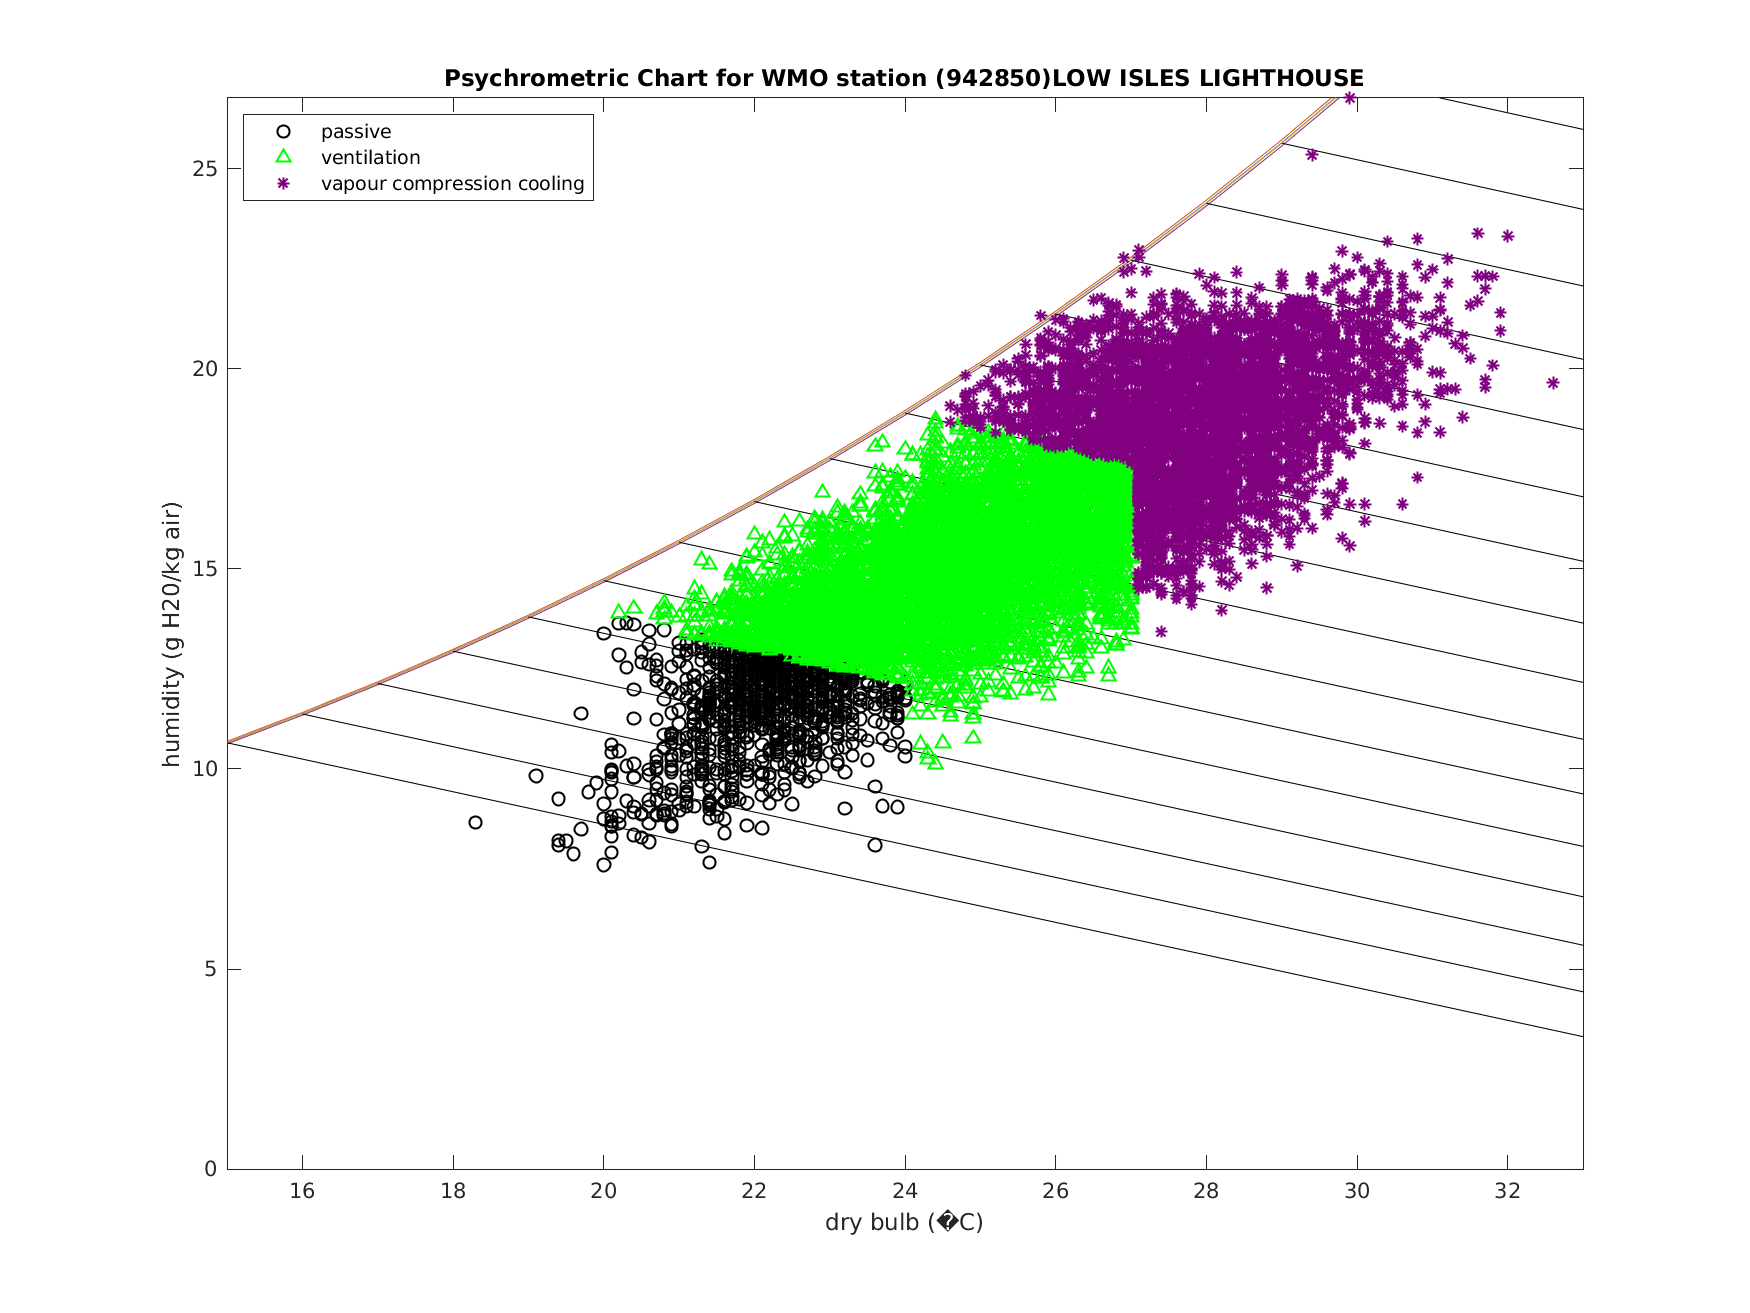 Psychrometric Chart for WMO station (942850)LOW ISLES LIGHTHOUSE
passive
ventilation
vapour compression cooling
25
20
15
10
5
0
humidity (g H20/kg air)
16 18 20 22 24 26 28 30 32
dry bulb (�C)